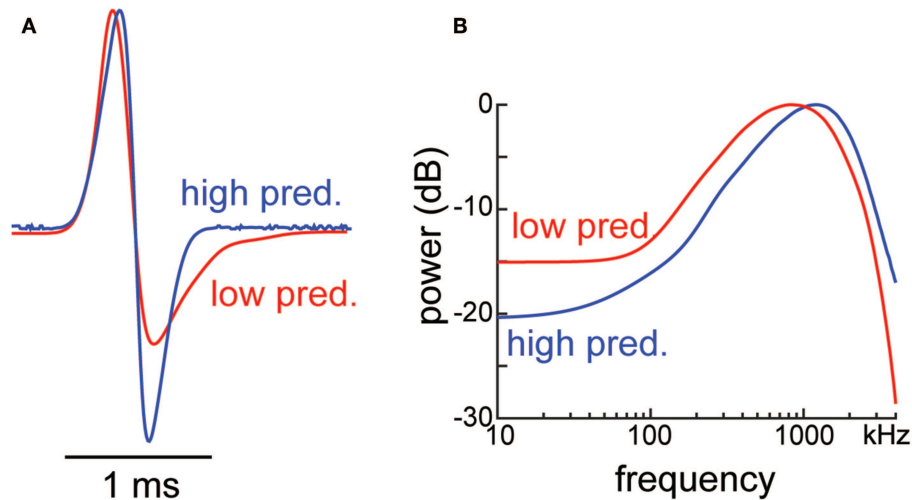 A
high pred.
low pred.
1 ms
B
power (dB)
0
-10
-20
-30
low pred.
high pred.
10
100
1000
kHz
frequency